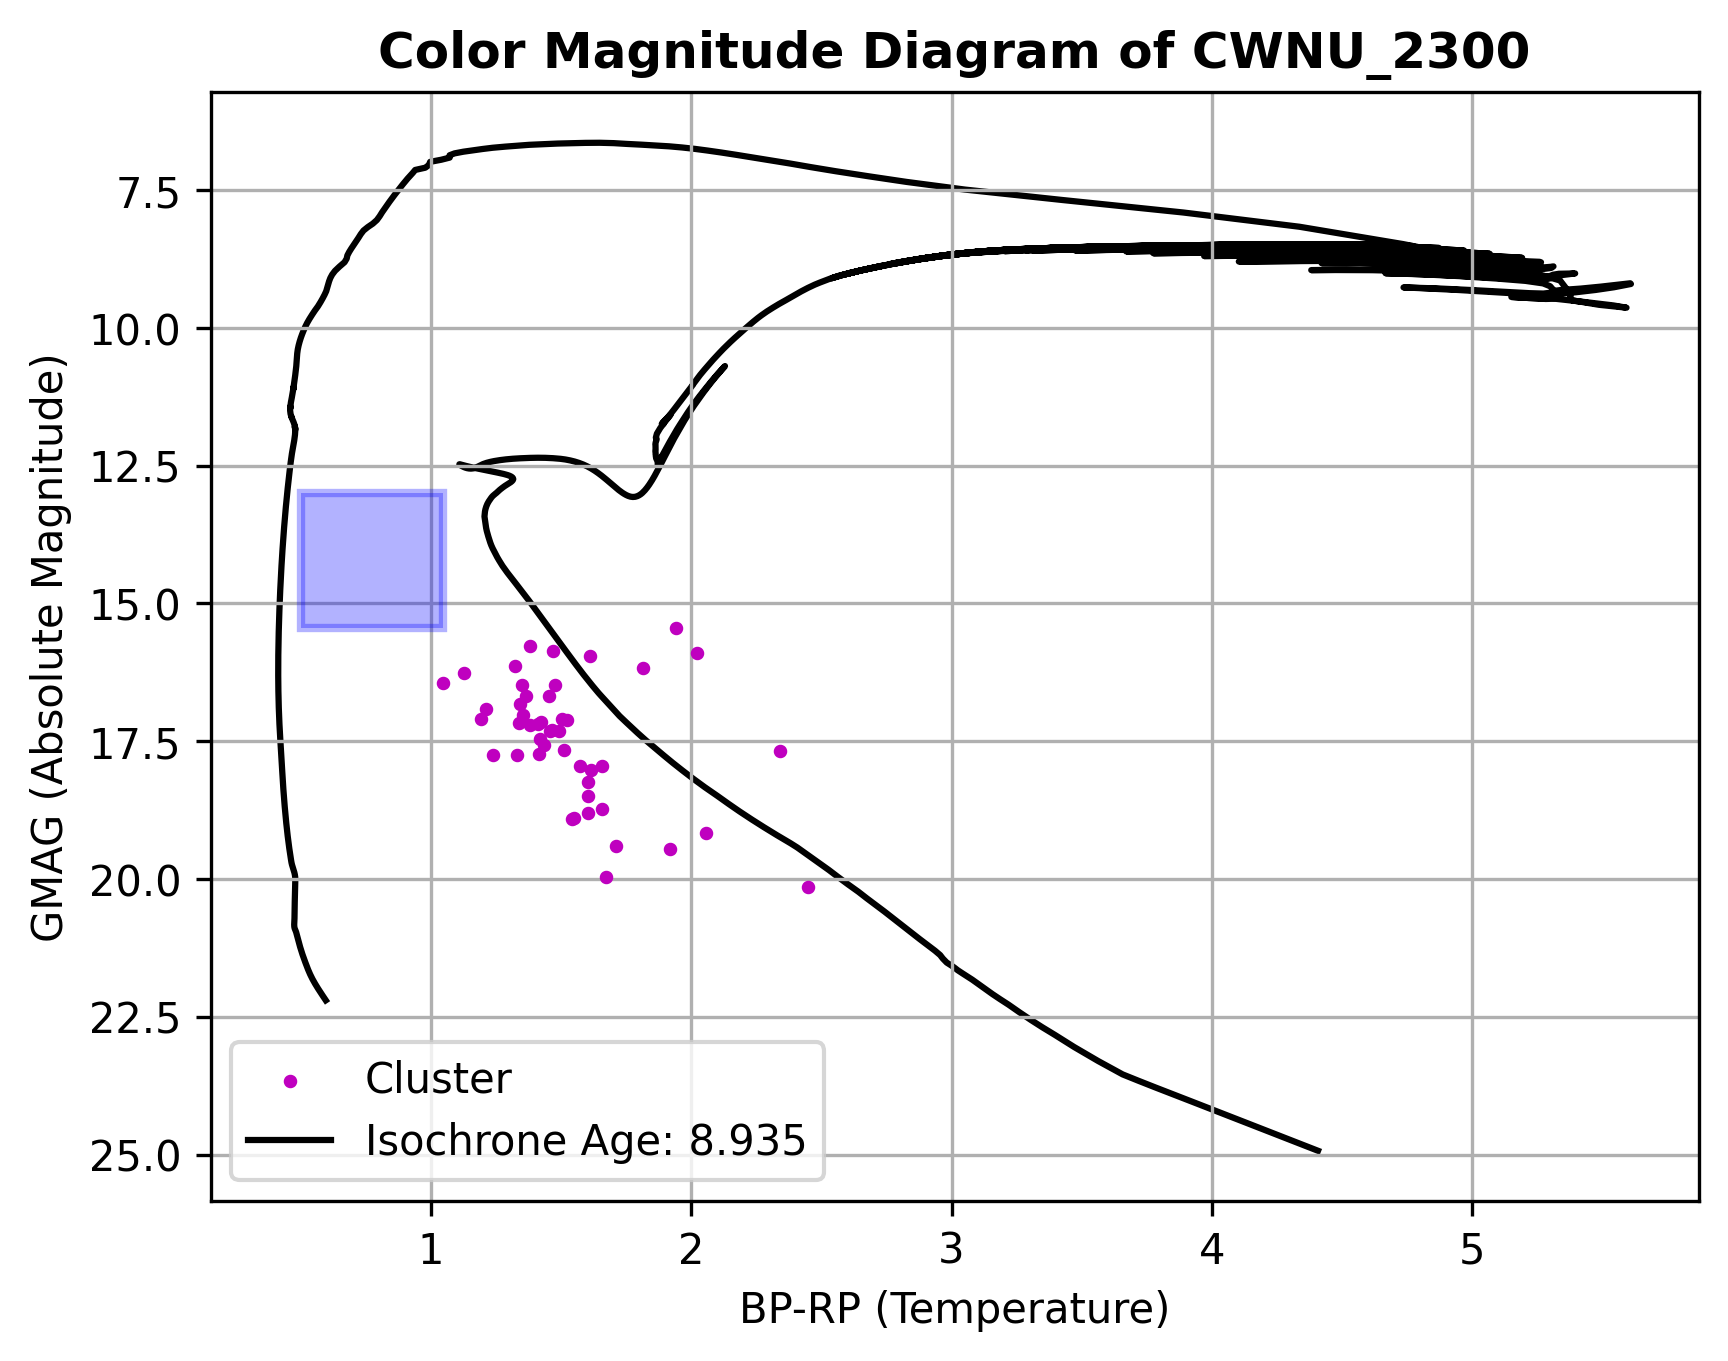 Color Magnitude Diagram of CWNU_2300
GMAG (Absolute Magnitude)
7.5
10.0
12.5
15.0
17.5
20.0
22.5
25.0
Cluster
Isochrone Age: 8.935
1 2 3 4 5
BP-RP (Temperature)